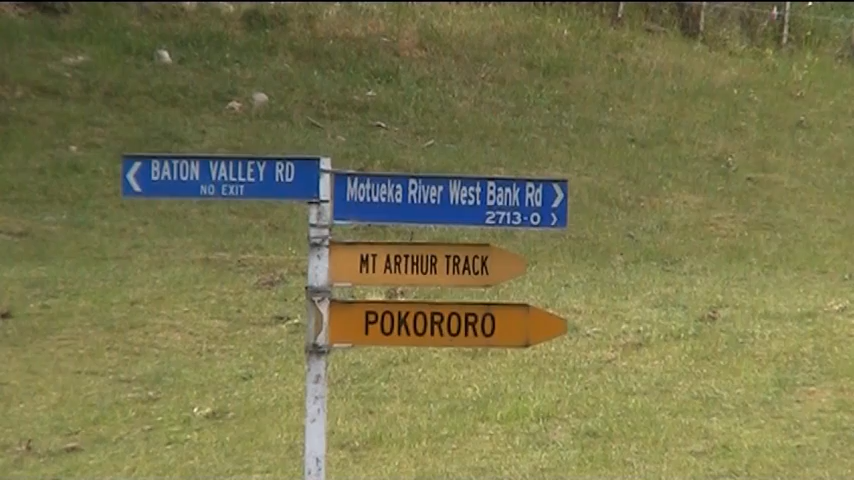 BATON VALLEY RD
NO EXIT
Motueka River West Bank Rd
2713-0
MT ARTHUR TRACK
POKORORO